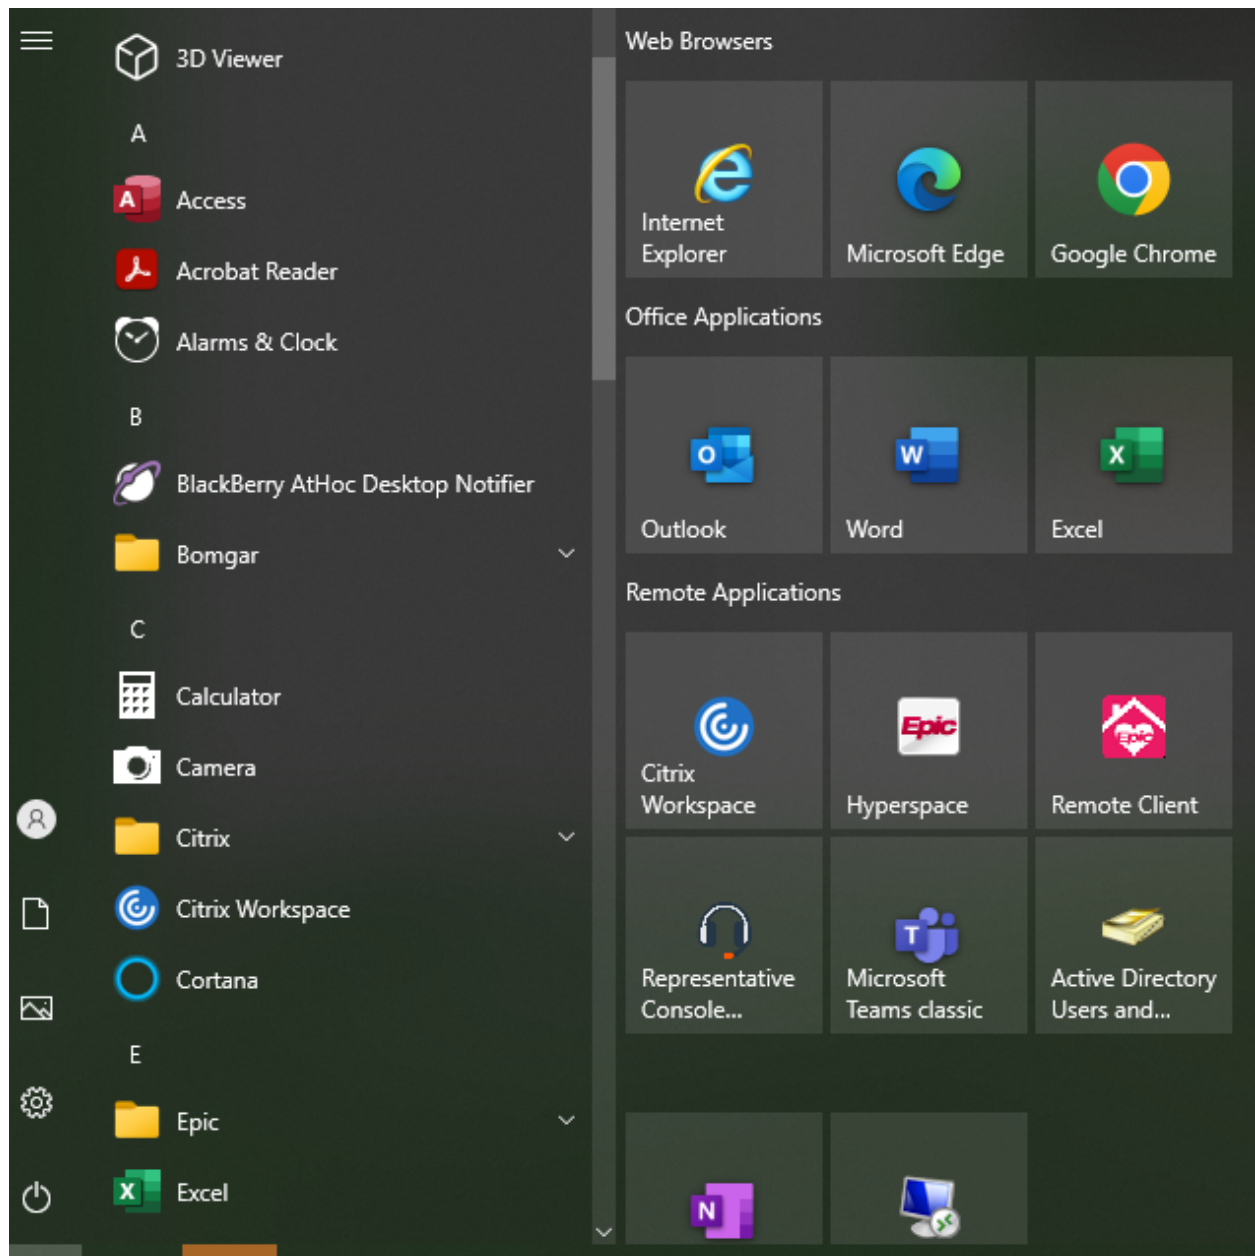 3D Viewer
A
Access
Acrobat Reader
Alarms & Clock
B
BlackBerry AtHoc Desktop Notifier
Bomgar
C
Calculator
Camera
Citrix
Citrix Workspace
Cortana
E
Epic
Excel
Web Browsers
Internet
Explorer
Microsoft Edge
Google Chrome
Office Applications
Outlook
Word
Excel
Remote Applications
Citrix
Workspace
Epic
Hyperspace
Epic
Remote Client
Representative
Console...
Microsoft
Teams classic
Active Directory
Users and...